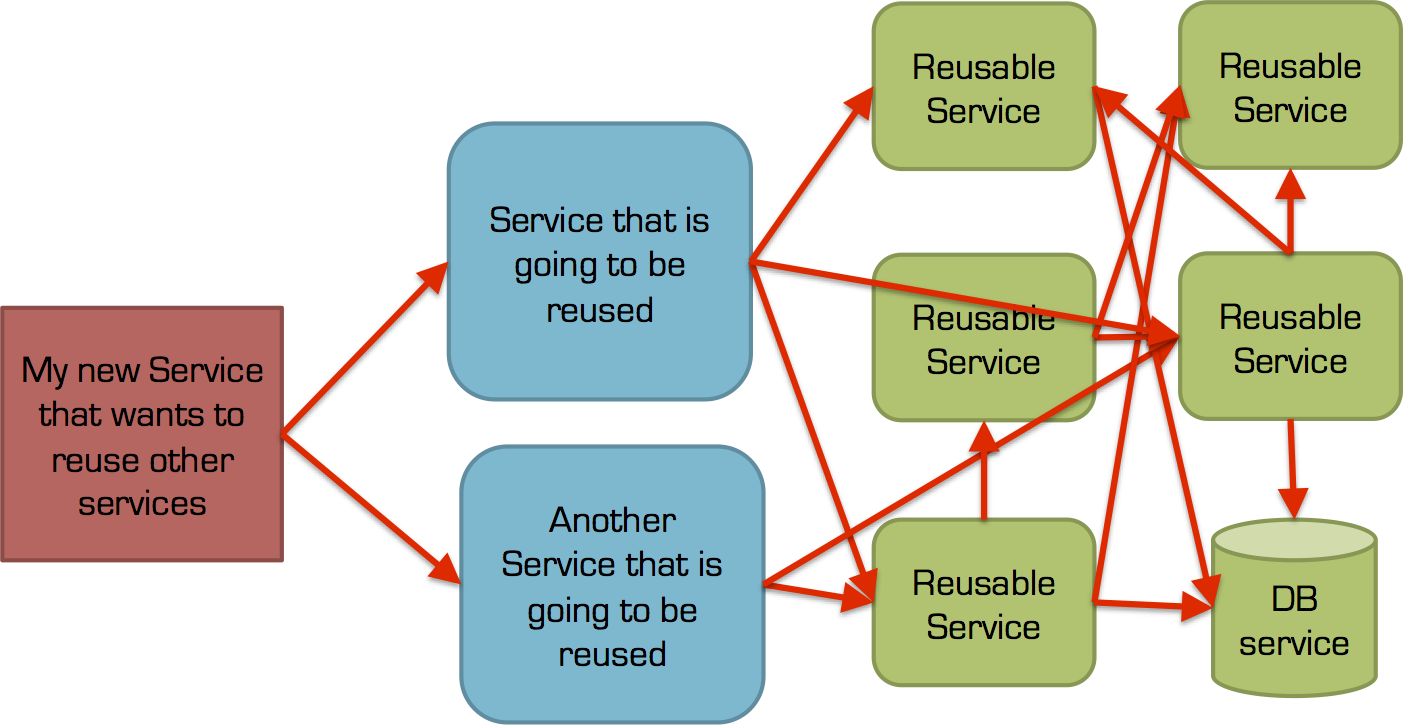 My new Service
that wants to
reuse other
services
Service that is
going to be
reused
Another
Service that is
going to be
reused
Reusable
Service
Reusable
Service
Reusable
Service
Reusable
Service
Reusable
Service
DB
service